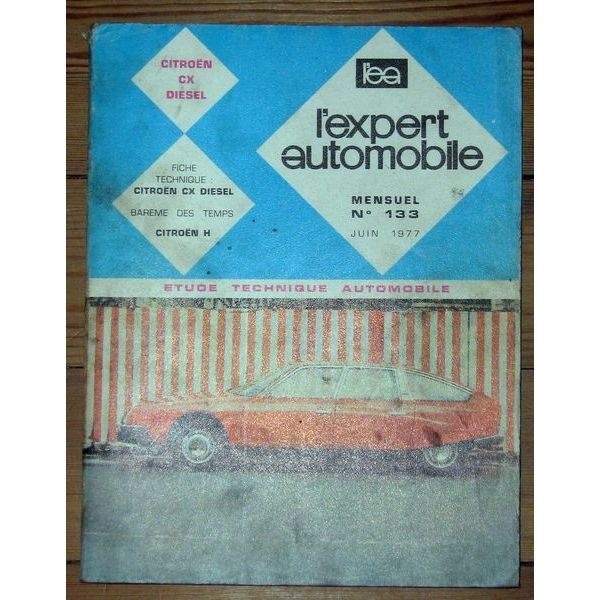 CITROËN
CX
DIESEL
l'ea
l'expert
automobile
FICHE
TECHNIQUE :
CITROËN CX DIESEL
BAREME DES TEMPS
CITROËN H
MENSUEL
N° 133
JUIN 1977
ETUDE TECHNIQUE AUTOMOBILE